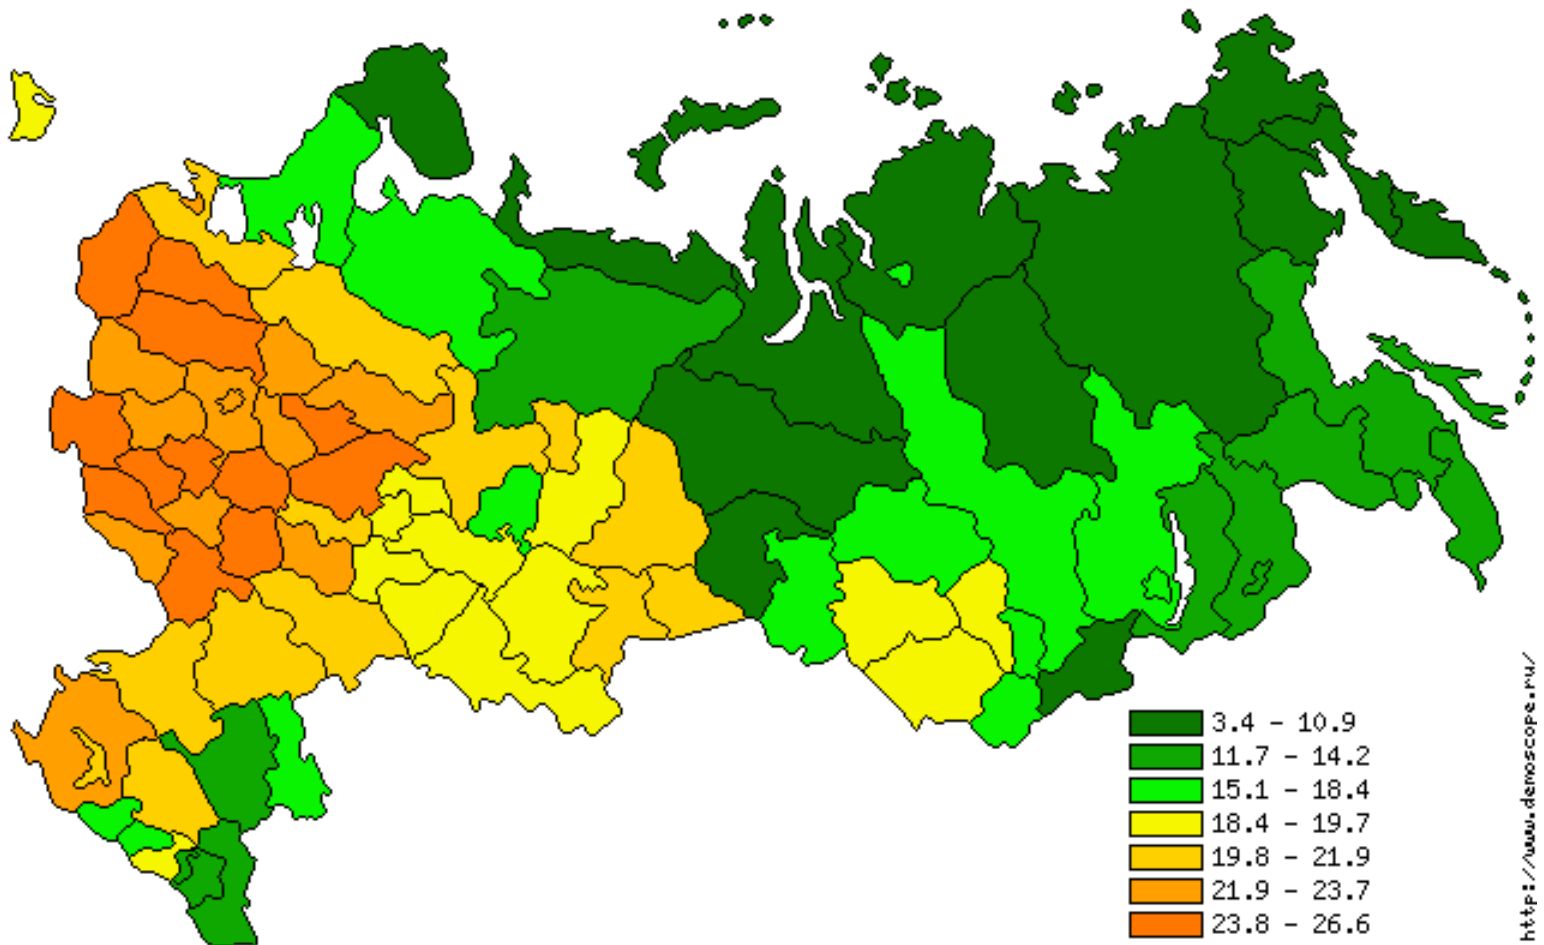 3.4 - 10.9
11.7 - 14.2
15.1 - 18.4
18.4 - 19.7
19.8 - 21.9
21.9 - 23.7
23.8 - 26.6
http://www.demoscope.ru/